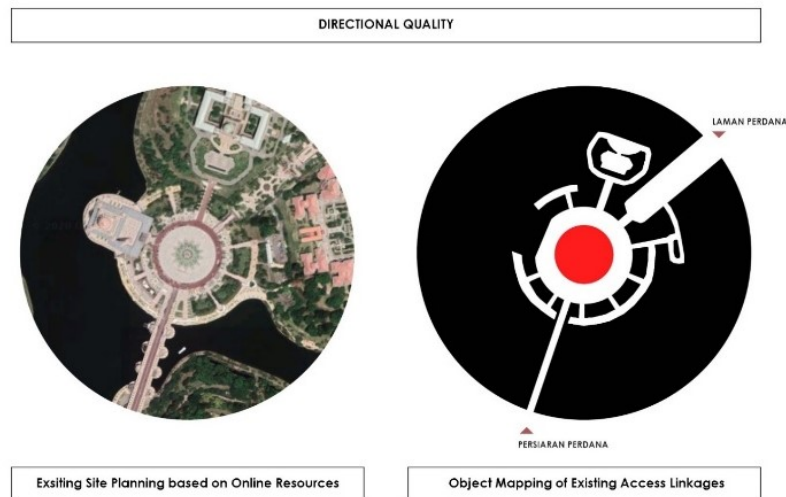 DIRECTIONAL QUALITY
LAMAN PERDANA
PERSIARAN PERDANA
Exsiting Site Planning based on Online Resources
Object Mapping of Existing Access Linkages